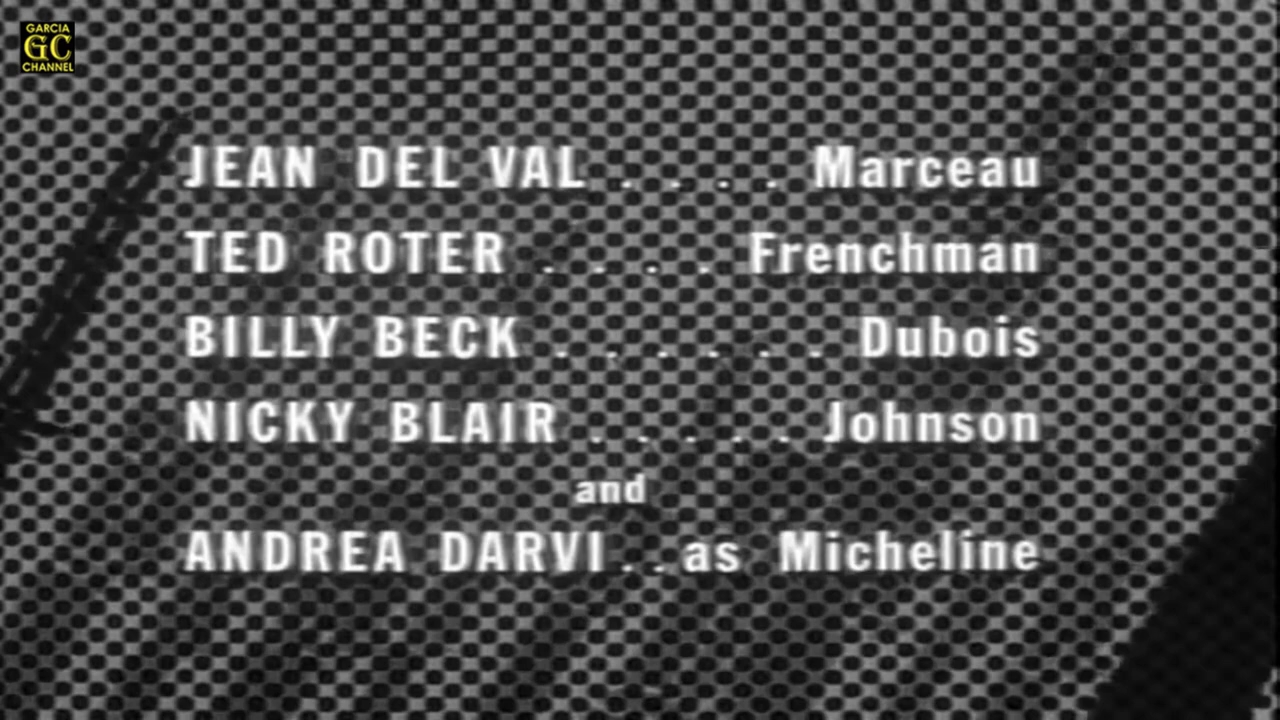 GARCIA
GC
CHANNEL
JEAN DEL VAL . . . . Marceau
TED ROTER . . . . Frenchman
BILLY BECK . . . . . . Dubois
NICKY BLAIR . . . . . Johnson
and
ANDREA DARVI . . as Micheline